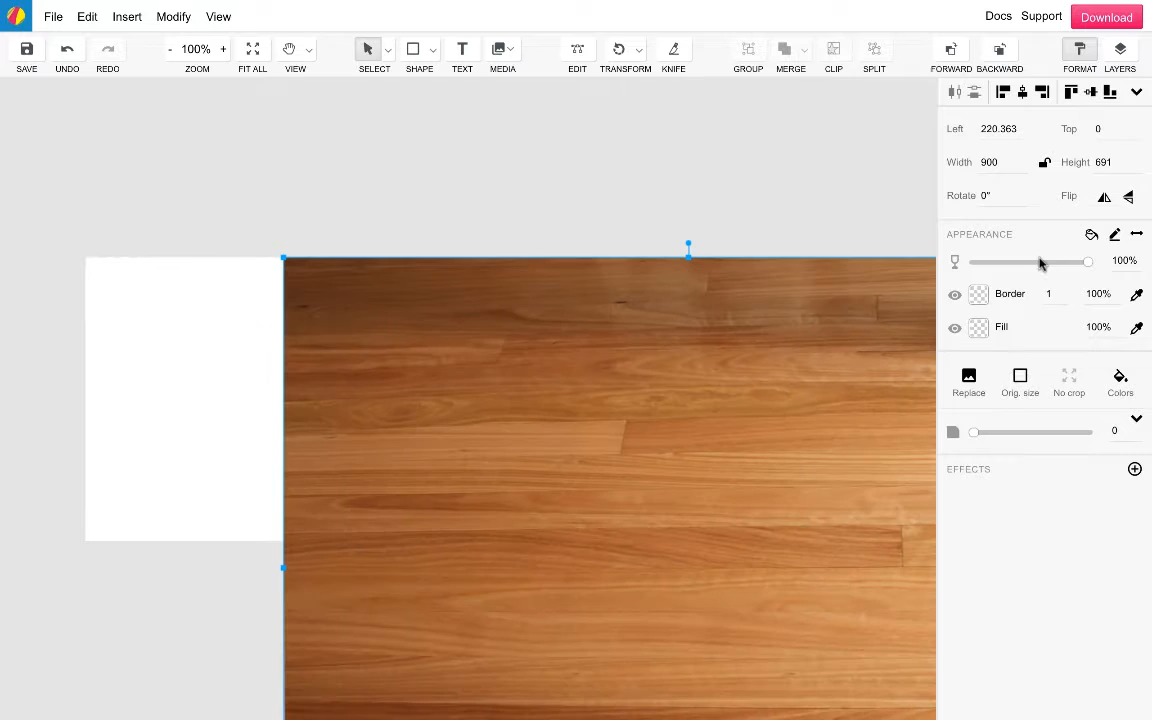 File Edit Insert Modify View Docs Support Download
- 100% +
SAVE UNDO REDO ZOOM FIT ALL VIEW SELECT SHAPE TEXT MEDIA EDIT TRANSFORM KNIFE GROUP MERGE CLIP SPLIT FORWARD BACKWARD FORMAT LAYERS
Left 220.363 Top 0
Width 900 Height 691
Rotate 0° Flip
APPEARANCE
100%
Border 1 100%
Fill 100%
Replace Orig. size No crop Colors
0
EFFECTS